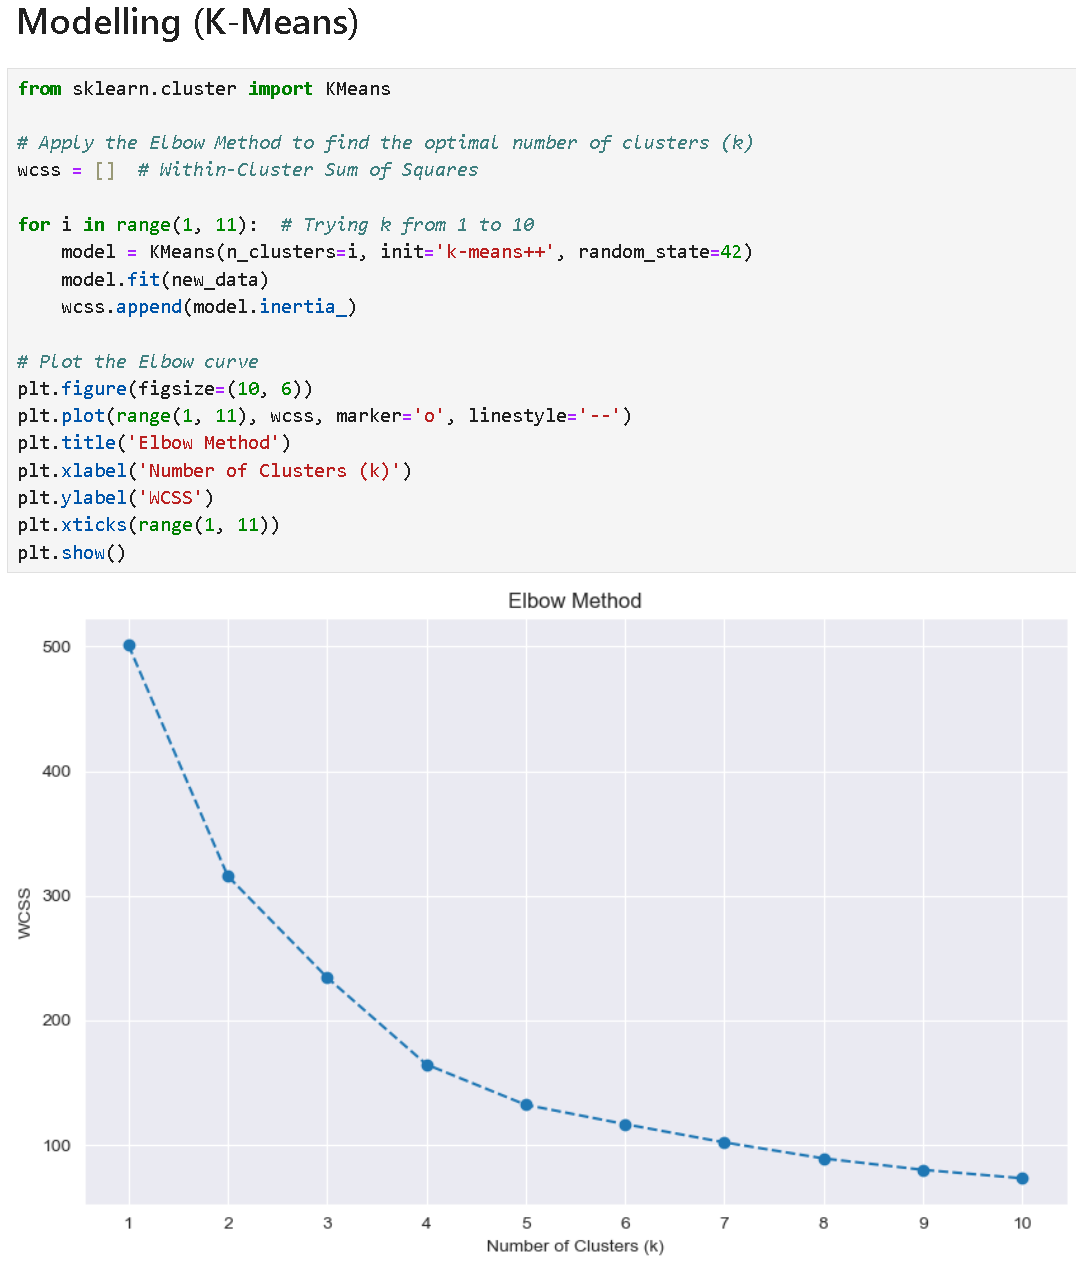 Modelling (K-Means)
from sklearn.cluster import KMeans
# Apply the Elbow Method to find the optimal number of clusters (k)
wcss = []  # Within-Cluster Sum of Squares
for i in range(1, 11):  # Trying k from 1 to 10
    model = KMeans(n_clusters=i, init='k-means++', random_state=42)
    model.fit(new_data)
    wcss.append(model.inertia_)
# Plot the Elbow curve
plt.figure(figsize=(10, 6))
plt.plot(range(1, 11), wcss, marker='o', linestyle='--')
plt.title('Elbow Method')
plt.xlabel('Number of Clusters (k)')
plt.ylabel('WCSS')
plt.xticks(range(1, 11))
plt.show()
Elbow Method
500
400
300
200
100
WCSS
1 2 3 4 5 6 7 8 9 10
Number of Clusters (k)